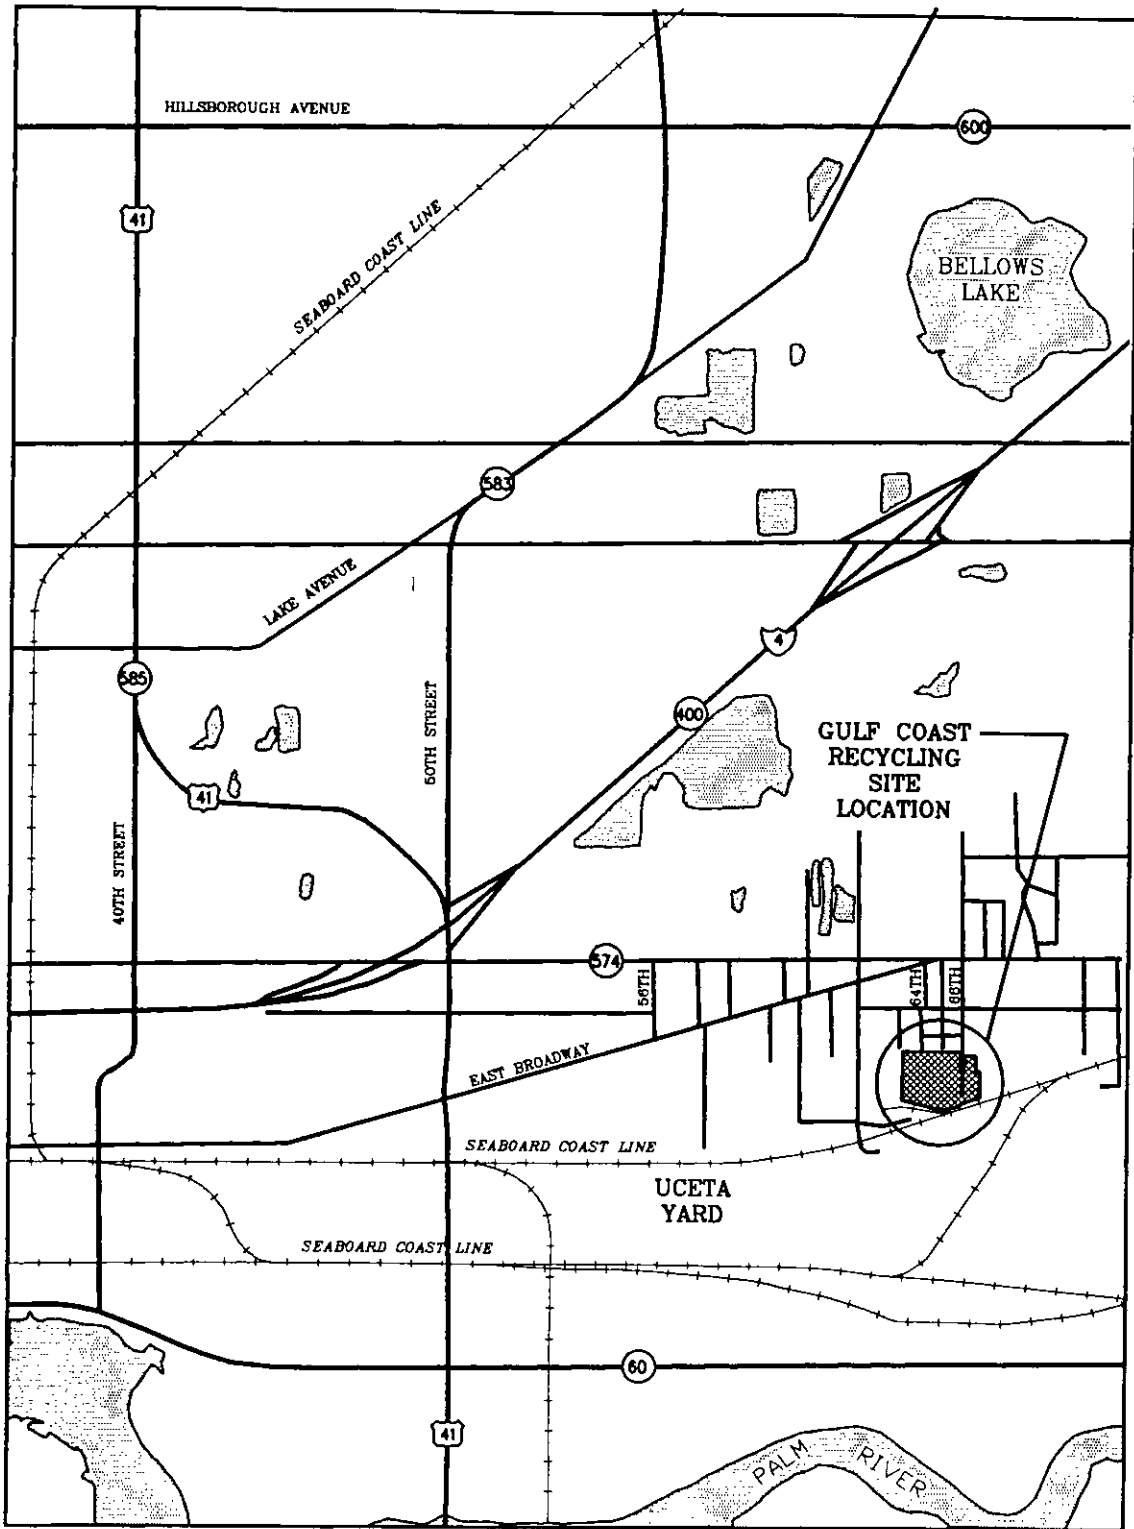 HILLSBOROUGH AVENUE
600
41
SEABOARD COAST LINE
BELLOWS
LAKE
583
LAKE AVENUE
4
585
50TH STREET
400
GULF COAST
RECYCLING
SITE
LOCATION
41
40TH STREET
574
56TH
64TH
66TH
EAST BROADWAY
SEABOARD COAST LINE
UCETA
YARD
SEABOARD COAST LINE
60
41
PALM RIVER